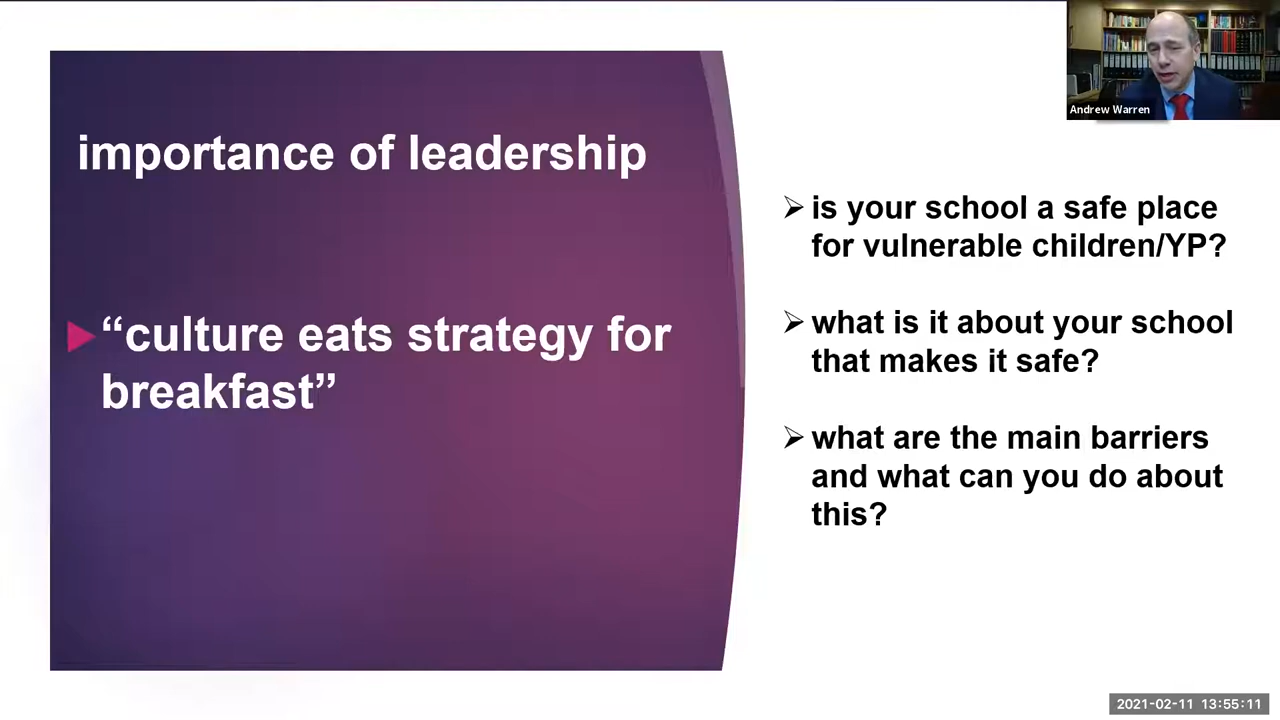 importance of leadership
“culture eats strategy for
breakfast”
is your school a safe place
for vulnerable children/YP?
what is it about your school
that makes it safe?
what are the main barriers
and what can you do about
this?
Andrew Warren
2021-02-11 13:55:11